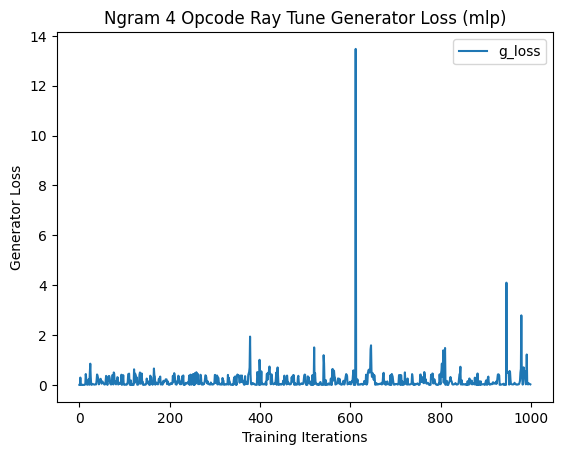 Ngram 4 Opcode Ray Tune Generator Loss (mlp)
g_loss
14
12
10
8
6
4
2
0
Generator Loss
0 200 400 600 800 1000
Training Iterations